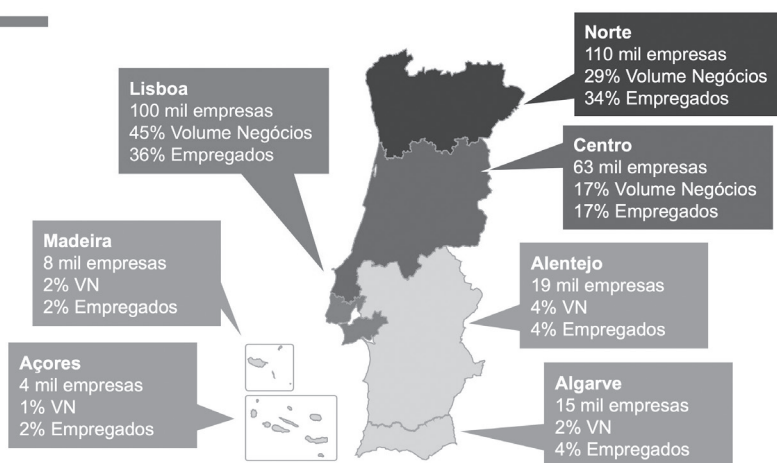 Norte
110 mil empresas
29% Volume Negócios
34% Empregados
Lisboa
100 mil empresas
45% Volume Negócios
36% Empregados
Centro
63 mil empresas
17% Volume Negócios
17% Empregados
Madeira
8 mil empresas
2% VN
2% Empregados
Alentejo
19 mil empresas
4% VN
4% Empregados
Açores
4 mil empresas
1% VN
2% Empregados
Algarve
15 mil empresas
2% VN
4% Empregados